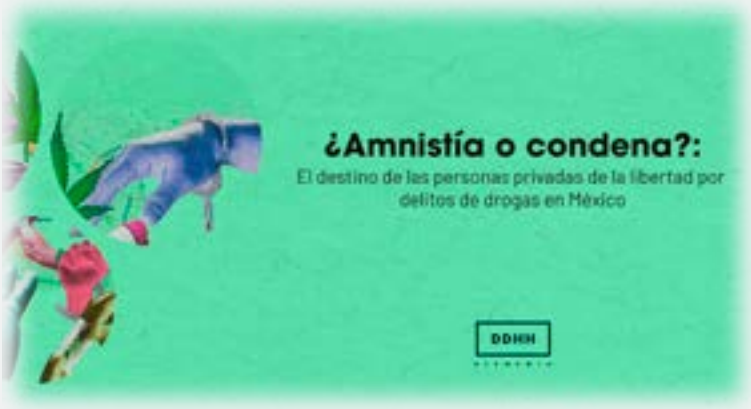 ¿Amnistía o condena?:
El destino de las personas privadas de la libertad por
delitos de drogas en México
DDHH